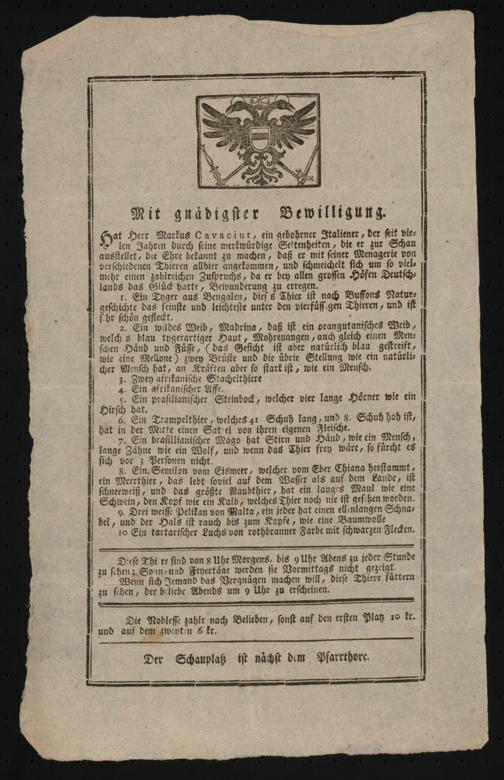 Mit gnädigster Bewilligung.
Hat Herr Markus Cavaciut, ein gebohrner Italiener, der seit vie-
len Jahren durch seine merkwürdige Seltenheiten, die er zur Schau
ausstellet, die Ehre bekannt zu machen, daß er mit seiner Menagerie von
verschiedenen Thieren allhier angekommen, und schmeichelt sich um so viel-
mehr einen zahlreichen Zuspruchs, da er bey allen grossen Höfen Deutsch-
lands das Glück hatte, Bewunderung zu erregen.
1. Ein Tyger aus Bengalen, dies s Thier ist nach Buffons Natur-
geschichte das feinste und leichteste unter den vierfüssigen Thieren, und ist
s hr schön gefleckt.
2. Ein wildes Weib, Madrina, daß ist ein orangutanisches Weib,
welch s blau tygerartiger Haut, Mohrenaugen, auch gleich einen Men-
schen Händ und Füsse, (das Gesicht ist aber natürlich blau gestreift,
wie eine Mellone) zwey Brüste und die übrie Stellung wie ein natürli-
cher Mensch hat, an Kräften aber so stark ist, wie ein Mensch.
3. Zwey afrikanische Stachelthiere
4. Ein afrikanischer Affe.
5. Ein prasilianischer Steinbock, welcher vier lange Hörner wie ein
Hirsch hat.
6. Ein Trampelthier, welches 41 Schuh lang, und 8. Schuh hoh ist,
hat in der Mitte einen Sat el von ihren eigenen Fleische.
7. Ein brasillianischer Mago hat Stirn und Händ, wie ein Mensch,
lange Zähne wie ein Wolf, und wenn das Thier frey wäre, so fürcht es
sich vor 3 Personen nicht.
8. Ein Semilon vom Eismeer, welcher vom Eber Chiana herstammt,
ein Meerthier, das lebt soviel auf dem Wasser als auf dem Lande, ist
schneeweiß, und das größte Raubthier, hat ein langes Maul wie eine
Schwein, den Kopf wie ein Kalb, welches Thier noch nie ist gesehen worden.
9. Drei weisse Pelikan von Malta, ein jeder hat einen ellenlangen Schna-
bel, und der Hals ist rauch bis zum Kopfe, wie eine Baumwolle
10 Ein tartarischer Luchs von rothbrauner Farbe mit schwarzen Flecken.
Diese Thi re sind von 8 Uhr Morgens, bis 9 Uhr Abens zu jeder Stunde
zu sehen; Sonn-und Feyertäge werden sie Vormittags nicht gezeigt.
Wenn sich Jemand das Vergnügen machen will, diese Thiere füttern
zu sehen, der beliebe Abends um 9 Uhr zu erscheinen.
Die Noblesse zahlt nach Belieben, sonst auf den ersten Platz 10 kr.
und auf dem zweyten 6 kr.
Der Schauplatz ist nächst dem Pfarrthore.